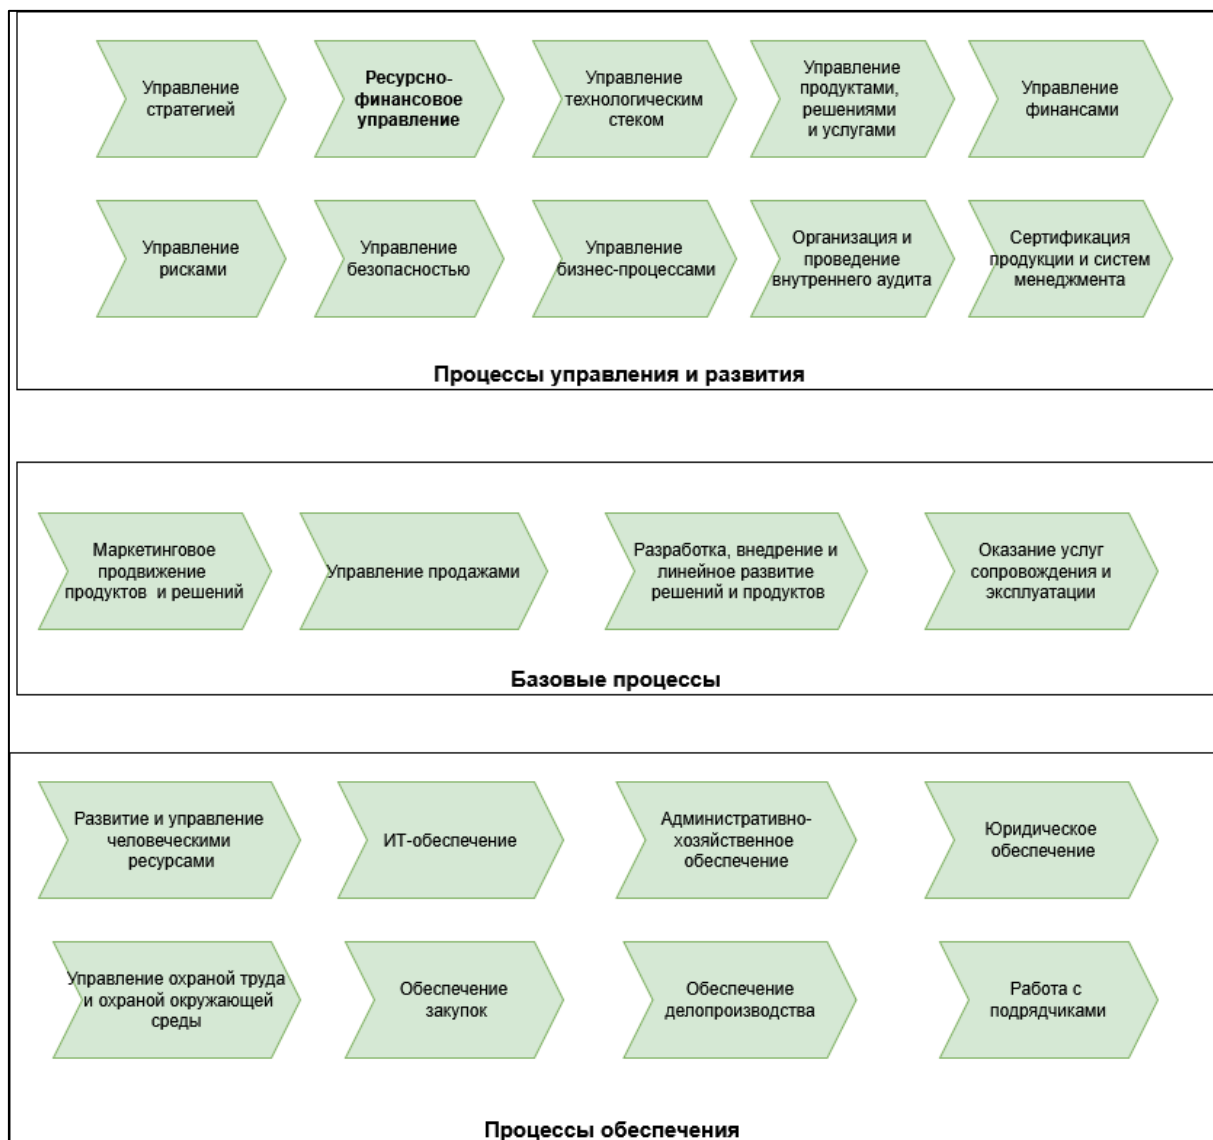 Управление
стратегией
Ресурсно-
финансовое
управление
Управление
технологическим
стеком
Управление
продуктами,
решениями
и услугами
Управление
финансами
Управление
рисками
Управление
безопасностью
Управление
бизнес-процессами
Организация и
проведение
внутреннего аудита
Сертификация
продукции и систем
менеджмента
Процессы управления и развития
Маркетинговое
продвижение
продуктов и решений
Управление продажами
Разработка, внедрение и
линейное развитие
решений и продуктов
Оказание услуг
сопровождения и
эксплуатации
Базовые процессы
Развитие и управление
человеческими
ресурсами
ИТ-обеспечение
Административно-
хозяйственное
обеспечение
Юридическое
обеспечение
Управление охраной труда
и охраной окружающей
среды
Обеспечение
закупок
Обеспечение
делопроизводства
Работа с
подрядчиками
Процессы обеспечения